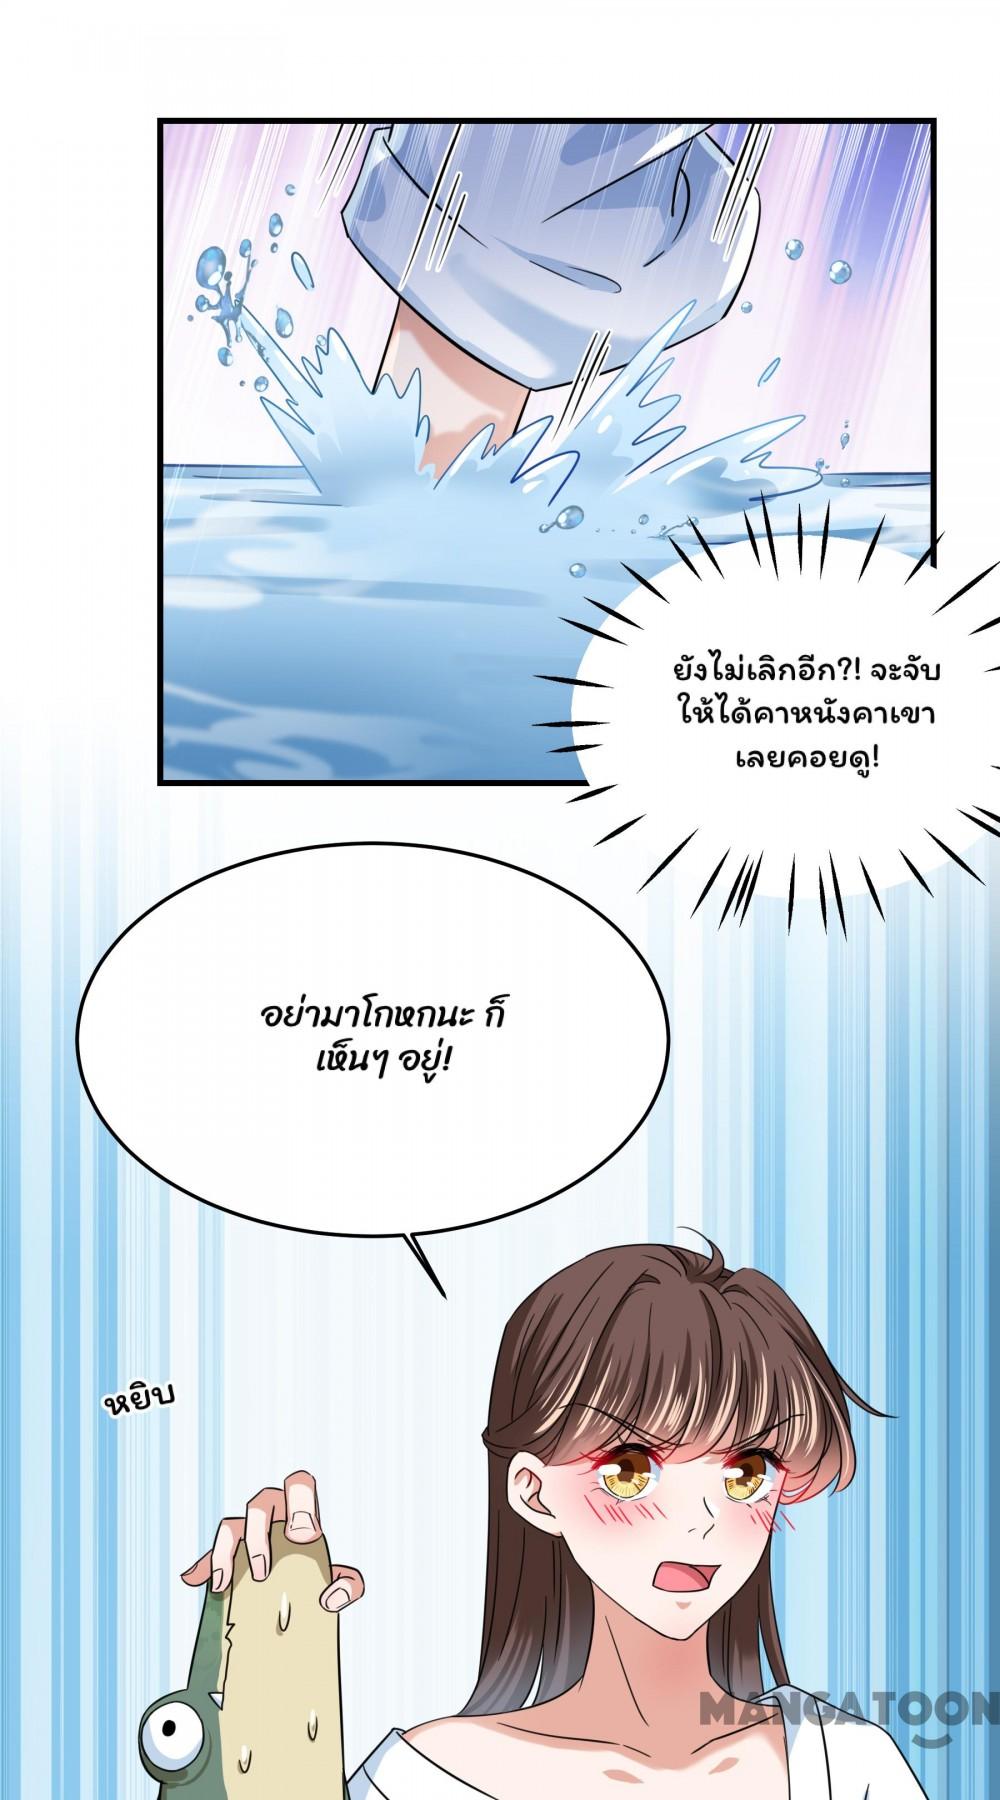 ยังไม่เลิกอีก?! จะจับ
ให้ได้คาหนังคาเขา
เลยคอยดู!
อย่ามาโกหกนะ ก็
เห็นๆ อยู่!
หยิบ
MANGATOON